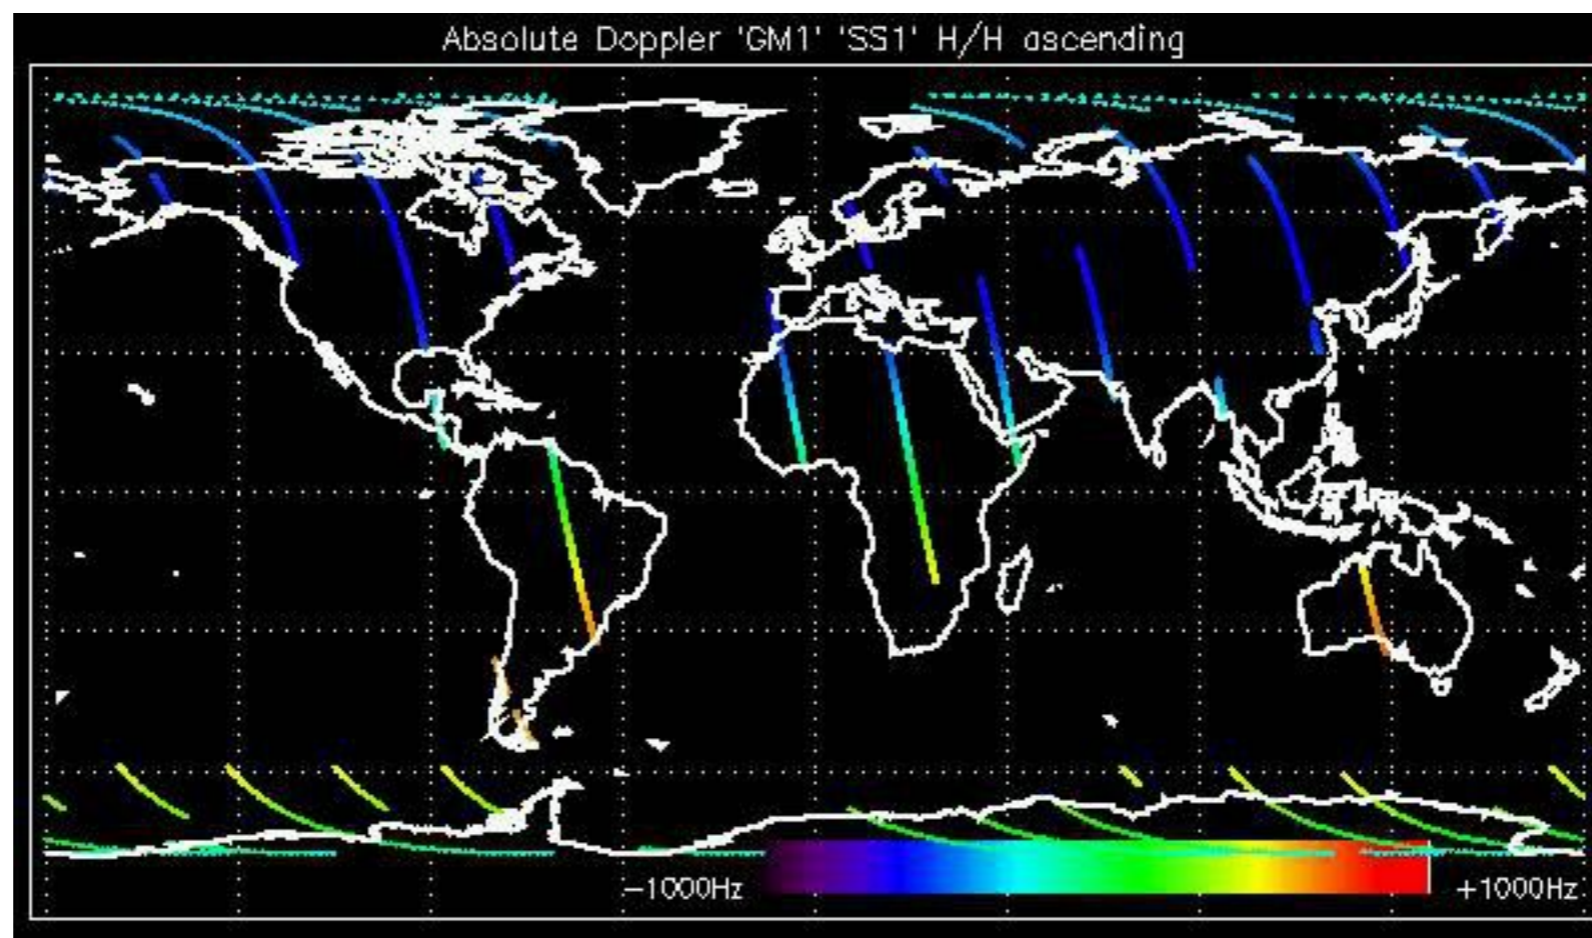 Absolute Doppler 'GM1' 'SS1' H/H ascending
−1000Hz +1000Hz